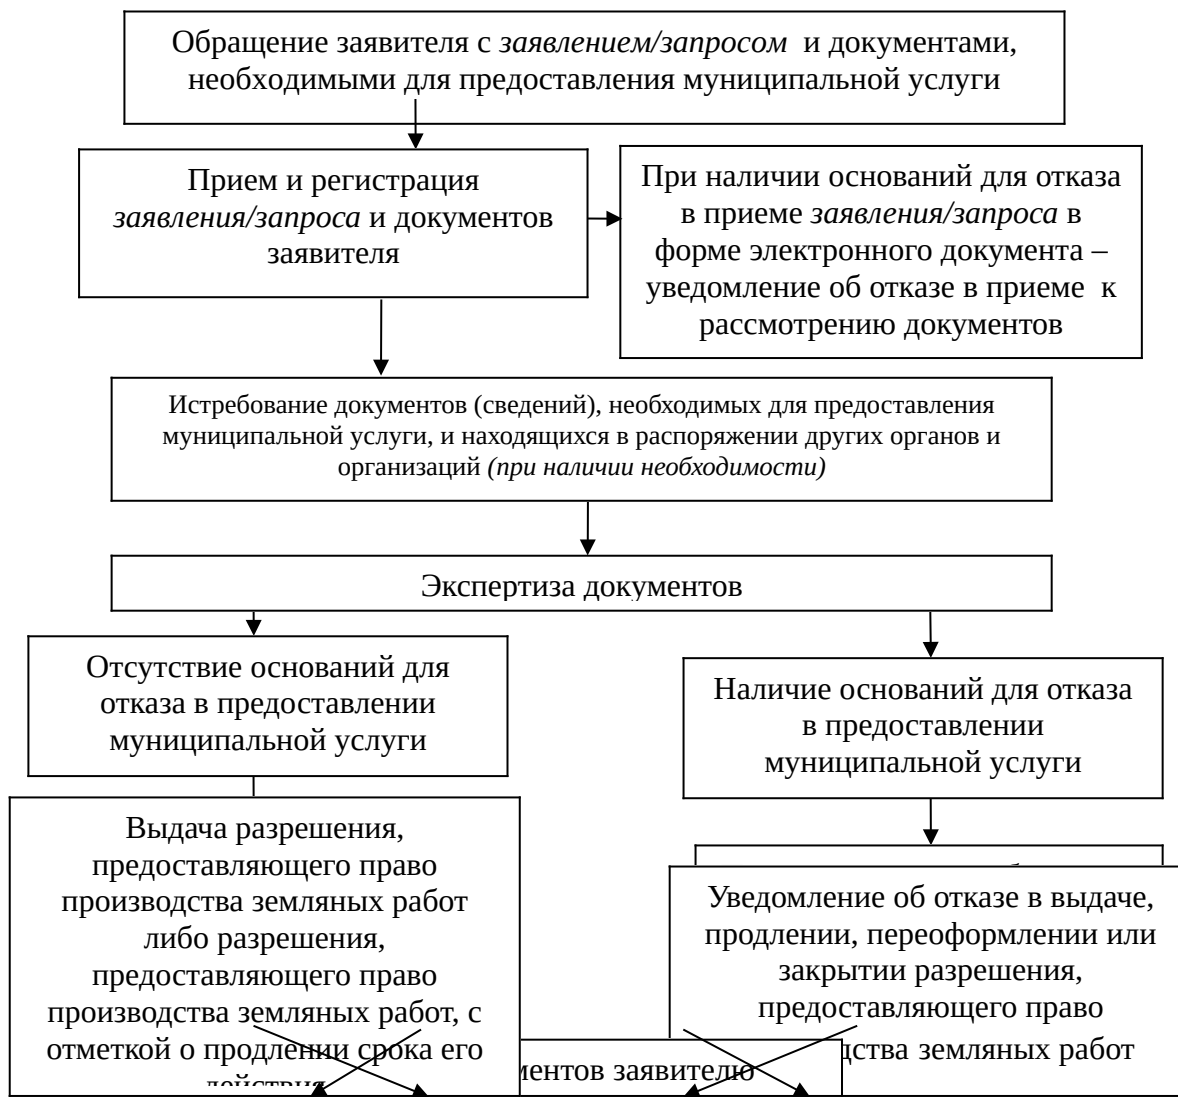 Обращение заявителя с заявлением/запросом и документами,
необходимыми для предоставления муниципальной услуги
Прием и регистрация
заявления/запроса и документов
заявителя
При наличии оснований для отказа
в приеме заявления/запроса в
форме электронного документа –
уведомление об отказе в приеме к
рассмотрению документов
Истребование документов (сведений), необходимых для предоставления
муниципальной услуги, и находящихся в распоряжении других органов и
организаций (при наличии необходимости)
Экспертиза документов
Отсутствие оснований для
отказа в предоставлении
муниципальной услуги
Наличие оснований для отказа
в предоставлении
муниципальной услуги
Выдача разрешения,
предоставляющего право
производства земляных работ
либо разрешения,
предоставляющего право
производства земляных работ, с
отметкой о продлении срока его
действия
Уведомление об отказе в выдаче,
продлении, переоформлении или
закрытии разрешения,
предоставляющего право
земляных работ
заявителю